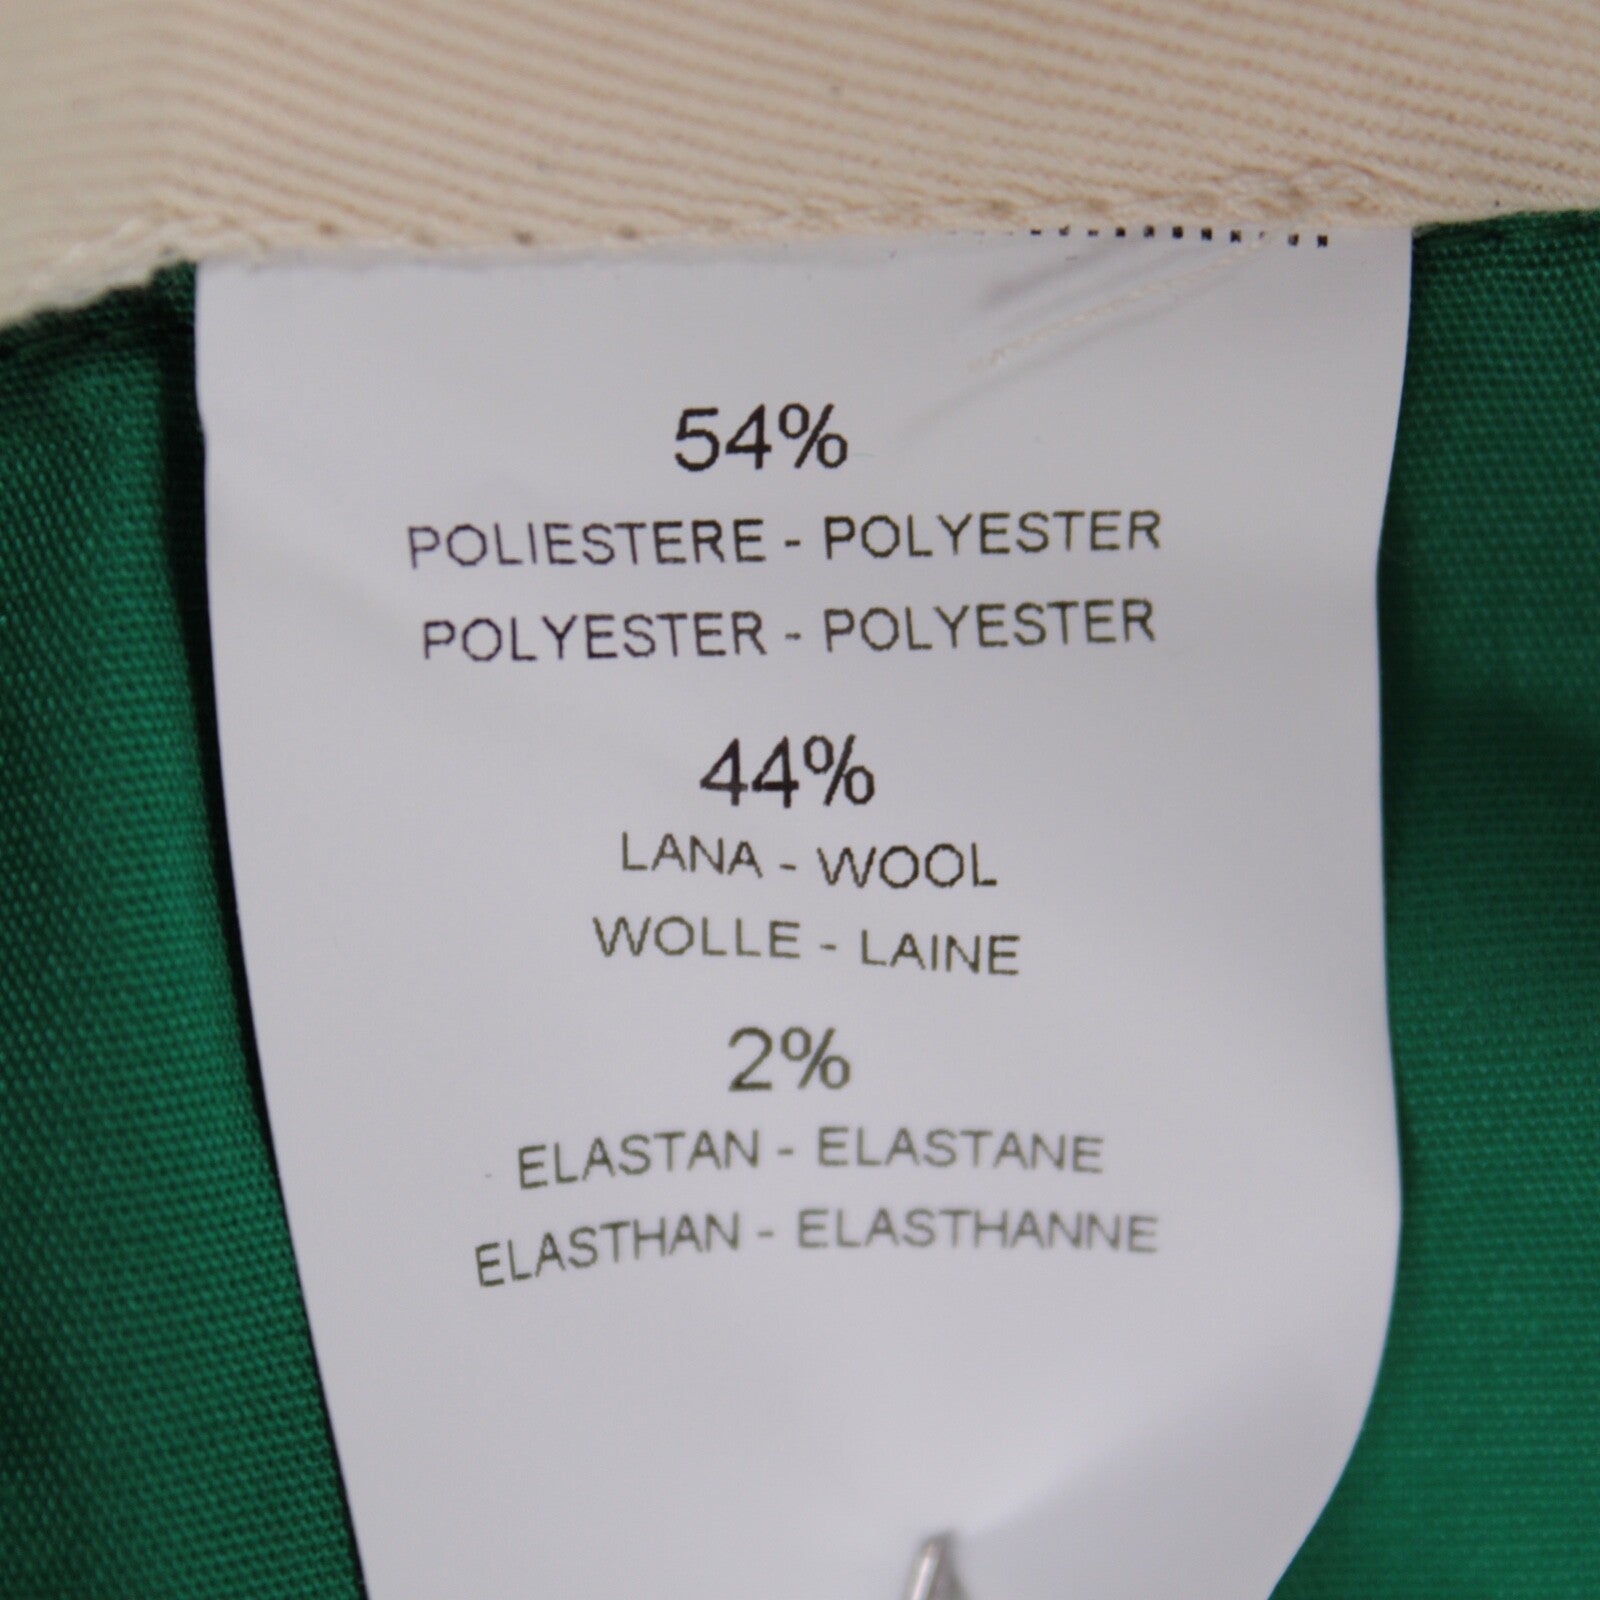 54%
POLIESTERE - POLYESTER
POLYESTER - POLYESTER
44%
LANA - WOOL
WOLLE - LAINE
2%
ELASTAN - ELASTANE
ELASTHAN - ELASTHANNE